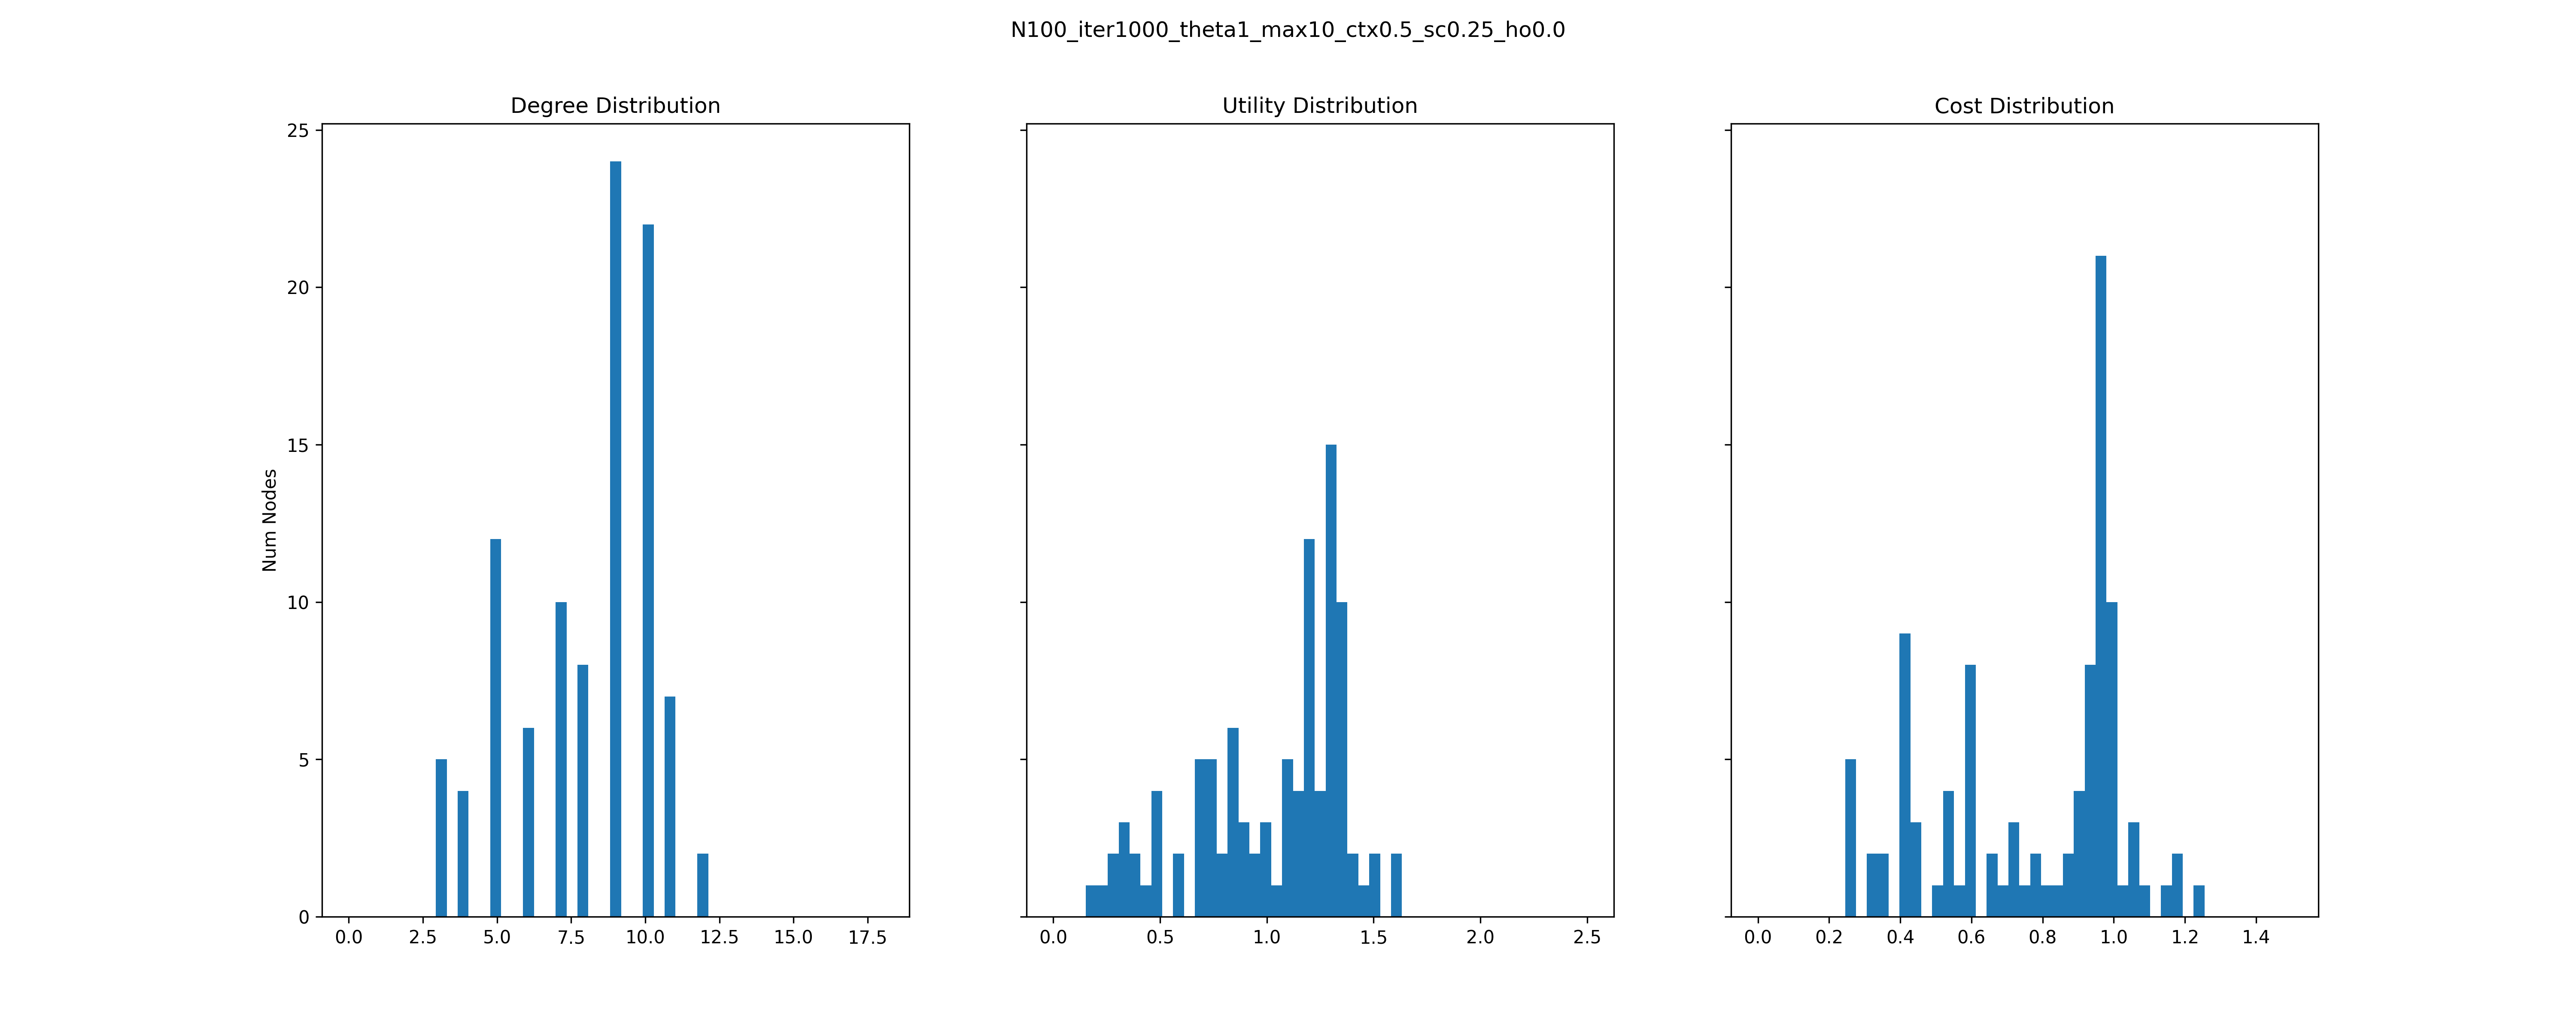 N100_iter1000_theta1_max10_ctx0.5_sc0.25_ho0.0
Degree Distribution
Num Nodes
25
20
15
10
5
0
0.0 2.5 5.0 7.5 10.0 12.5 15.0 17.5
Utility Distribution
0.0 0.5 1.0 1.5 2.0 2.5
Cost Distribution
0.0 0.2 0.4 0.6 0.8 1.0 1.2 1.4